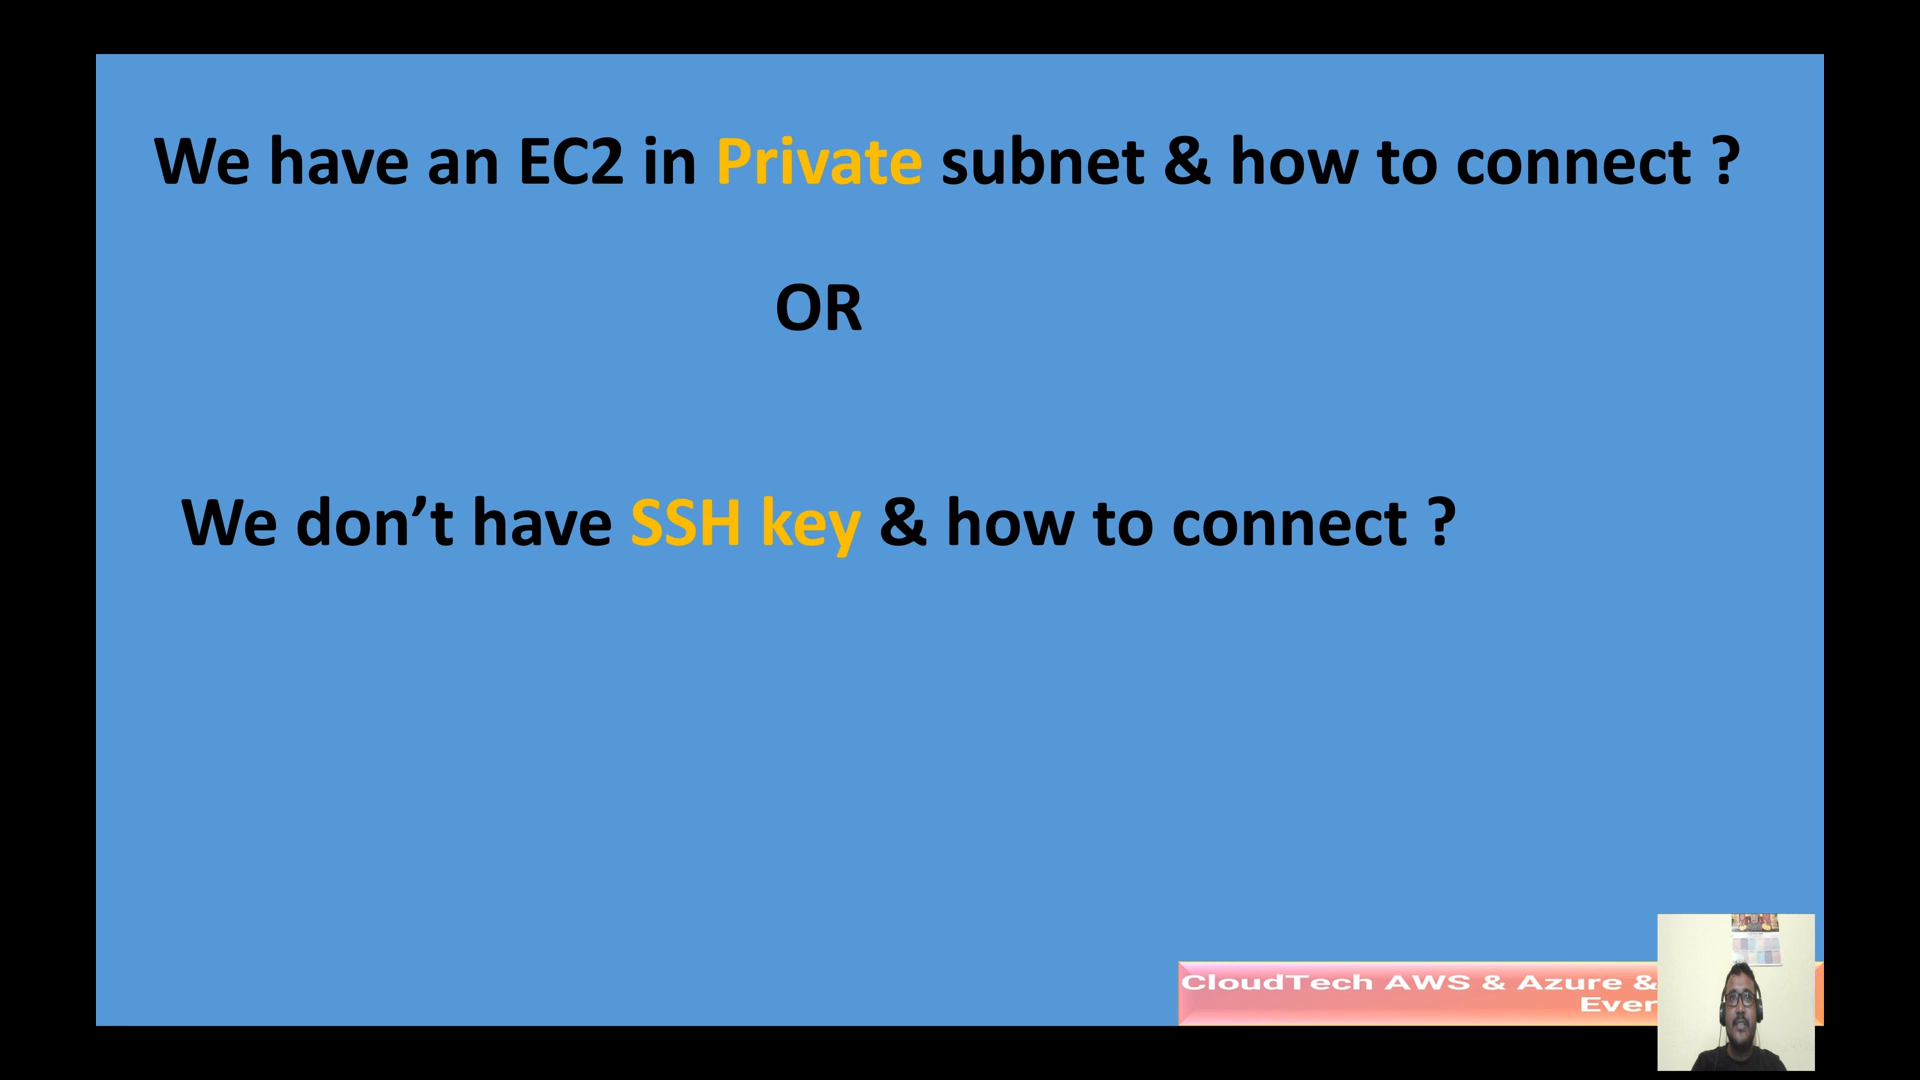 We have an EC2 in Private subnet & how to connect ?
OR
We don’t have SSH key & how to connect ?
CloudTech AWS & Azure &
Ever